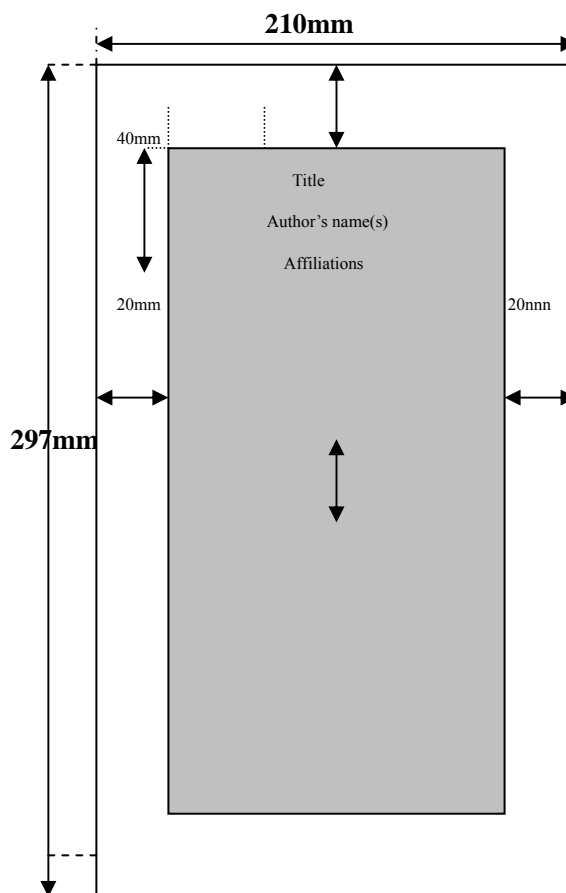 210mm
40mm
Title
Author's name(s)
Affiliations
20mm
20nnn
297mm